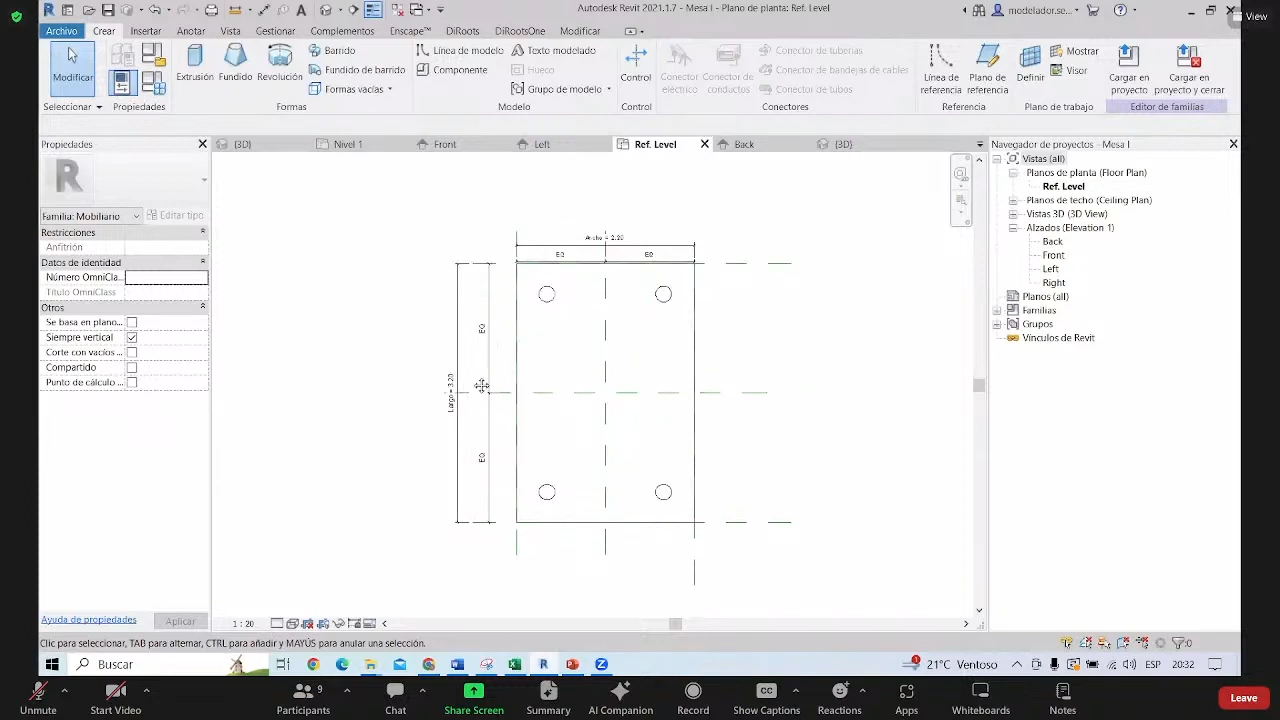 Autodesk Revit 2021.1.7 - Plano de planta: Ref. Level
modelador.se...
View
Archivo Crear Insertar Anotar Vista Gestionar Complementos Enscape™ DiRoots DiRootsOne Modificar
Modificar
Extrusión Fundido Revolución
Barrido
Fundido de barrido
Formas vacías
Línea de modelo
Componente
Texto modelado
Hueco
Grupo de modelo
Control
Conector eléctrico
Conector de conductos
Conector de tuberías
Conector de bandejas de cables
Conector de tubos
Línea de referencia
Plano de referencia
Definir
Mostrar
Visor
Cargar en proyecto
Cargar en proyecto y cerrar
Seleccionar Propiedades Formas Modelo Control Conectores Referencia Plano de trabajo Editor de familias
Propiedades
(3D) Nivel 1 Front Left Ref. Level Back (3D)
Navegador de proyectos - Mesa I
R
Familia: Mobiliario Editar tipo
Restricciones
Anfitrión
Datos de identidad
Número OmniCla...
Título OmniClass
Otros
Se basa en plano...
Siempre vertical
Corte con vacíos ...
Compartido
Punto de cálculo ...
Ancho = 2.20
EQ EQ
EQ
Largo = 3.20
EQ
Vistas (all)
Planos de planta (Floor Plan)
Ref. Level
Planos de techo (Ceiling Plan)
Vistas 3D (3D View)
Alzados (Elevation 1)
Back
Front
Left
Right
Planos (all)
Familias
Grupos
Vínculos de Revit
Ayuda de propiedades Aplicar
1 : 20
Clic para seleccionar, TAB para alternar, CTRL para añadir y MAYÚS para anular una selección.
:0
Buscar
21°C Ventoso ESP 20:32
Unmute Start Video Participants 9 Chat Share Screen Summary AI Companion Record Show Captions Reactions Apps Whiteboards Notes Leave